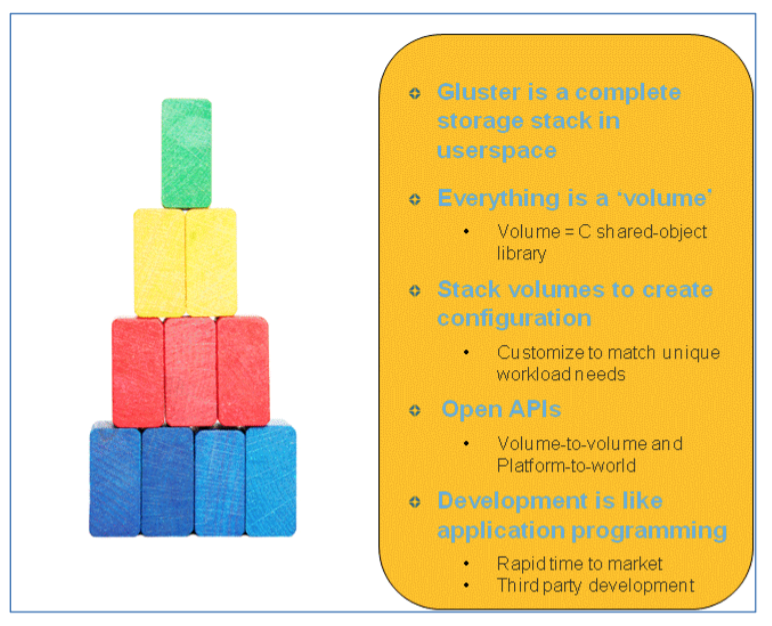 Gluster is a complete
storage stack in
userspace
Everything is a ‘volume’
Volume = C shared-object
library
Stack volumes to create
configuration
Customize to match unique
workload needs
Open APIs
Volume-to-volume and
Platform-to-world
Development is like
application programming
Rapid time to market
Third party development